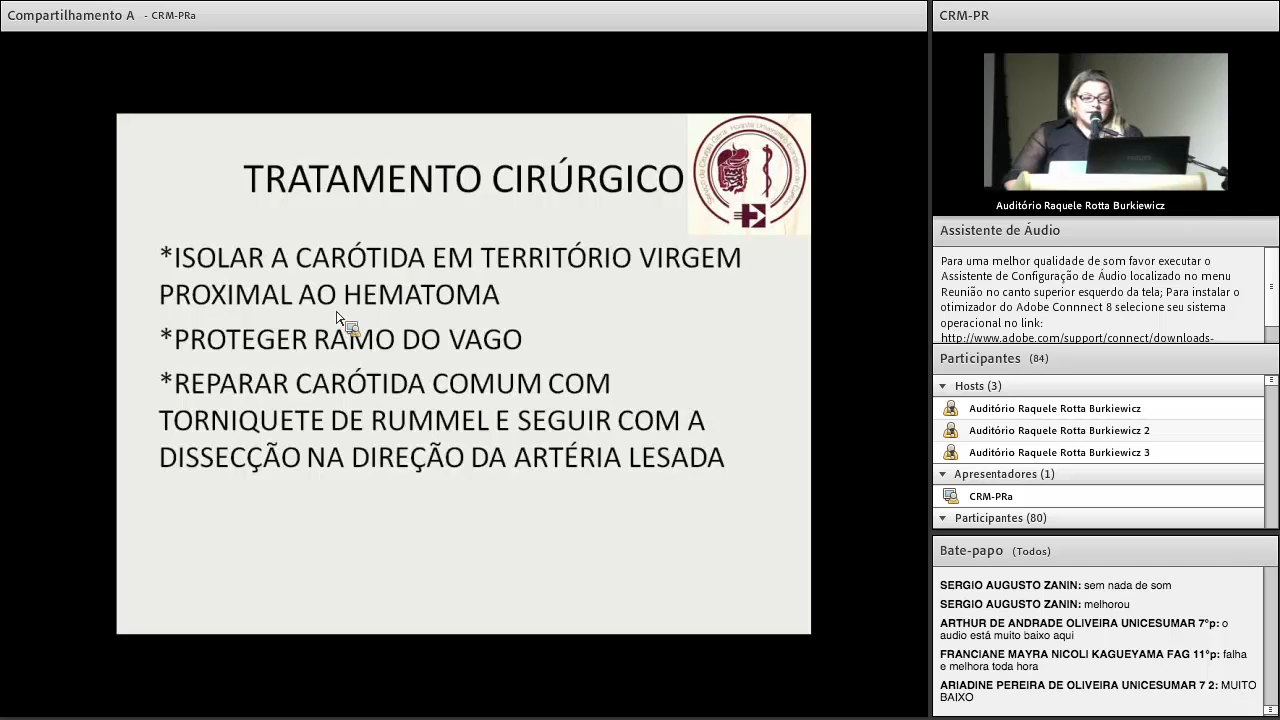 Compartilhamento A - CRM-PRa
TRATAMENTO CIRÚRGICO
*ISOLAR A CARÓTIDA EM TERRITÓRIO VIRGEM
PROXIMAL AO HEMATOMA
*PROTEGER RAMO DO VAGO
*REPARAR CARÓTIDA COMUM COM
TORNIQUETE DE RUMMEL E SEGUIR COM A
DISSECÇÃO NA DIREÇÃO DA ARTÉRIA LESADA
CRM-PR
Auditório Raquele Rotta Burkiewicz
Assistente de Áudio
Para uma melhor qualidade de som favor executar o
Assistente de Configuração de Áudio localizado no menu
Reunião no canto superior esquerdo da tela; Para instalar o
otimizador do Adobe Connnect 8 selecione seu sistema
operacional no link:
http://www.adobe.com/support/connect/downloads-
Participantes (84)
Hosts (3)
Auditório Raquele Rotta Burkiewicz
Auditório Raquele Rotta Burkiewicz 2
Auditório Raquele Rotta Burkiewicz 3
Apresentadores (1)
CRM-PRa
Participantes (80)
Bate-papo (Todos)
SERGIO AUGUSTO ZANIN: sem nada de som
SERGIO AUGUSTO ZANIN: melhorou
ARTHUR DE ANDRADE OLIVEIRA UNICESUMAR 7°p: o
audio está muito baixo aqui
FRANCIANE MAYRA NICOLI KAGUEYAMA FAG 11°p: falha
e melhora toda hora
ARIADINE PEREIRA DE OLIVEIRA UNICESUMAR 7 2: MUITO
BAIXO